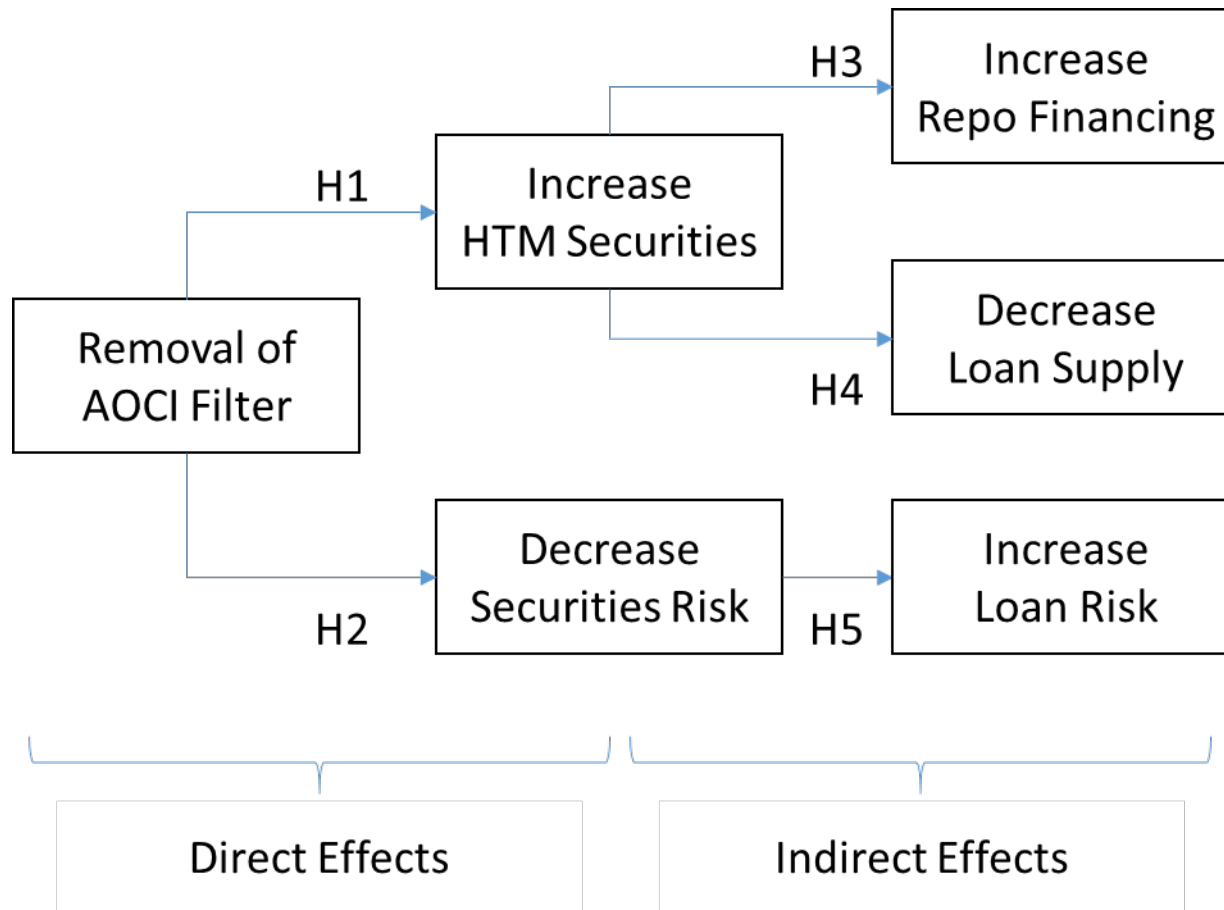 Removal of
AOCI Filter
H1
Increase
HTM Securities
H2
Decrease
Securities Risk
H3
Increase
Repo Financing
H4
Decrease
Loan Supply
H5
Increase
Loan Risk
Direct Effects
Indirect Effects